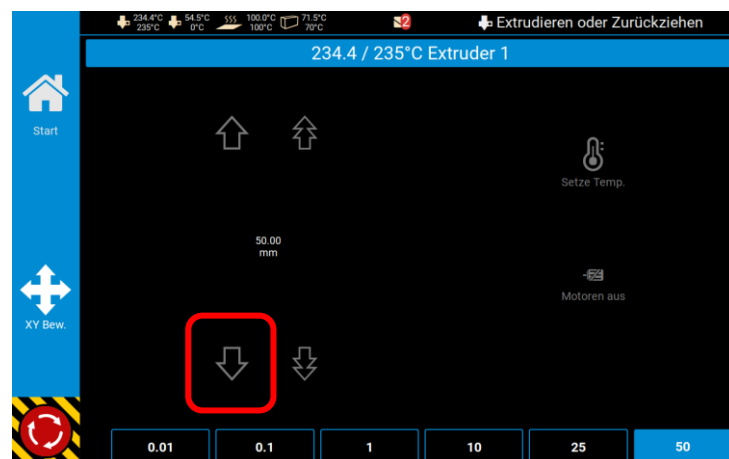 234.4°C 54.5°C 100.0°C 71.5°C
235°C 0°C 100°C 70°C
2
Extrudieren oder Zurückziehen
234.4 / 235°C Extruder 1
Start
Setze Temp.
50.00
mm
Motoren aus
XY Bew.
0.01 0.1 1 10 25 50